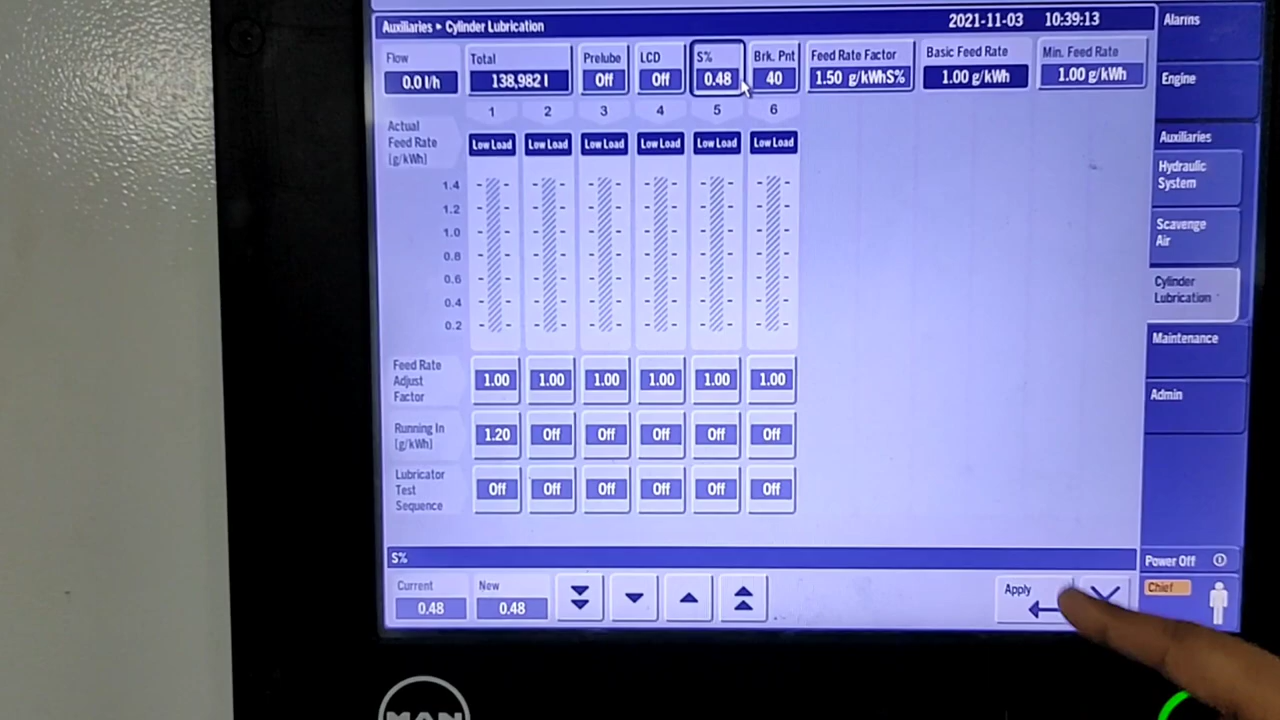 Auxiliaries ▸ Cylinder Lubrication 2021-11-03 10:39:13
Flow Total Prelube LCD S% Brk. Pnt Feed Rate Factor Basic Feed Rate Min. Feed Rate
0.0 l/h 138,982 l Off Off 0.48 40 1.50 g/kWhS% 1.00 g/kWh 1.00 g/kWh
1 2 3 4 5 6
Actual
Feed Rate
[g/kWh]
Low Load Low Load Low Load Low Load Low Load Low Load
1.4
1.2
1.0
0.8
0.6
0.4
0.2
Feed Rate
Adjust
Factor
1.00 1.00 1.00 1.00 1.00 1.00
Running In
[g/kWh]
1.20 Off Off Off Off Off
Lubricator
Test
Sequence
Off Off Off Off Off Off
S%
Current New
0.48 0.48
Apply
Alarms
Engine
Auxiliaries
Hydraulic
System
Scavenge
Air
Cylinder
Lubrication
Maintenance
Admin
Power Off
Chief
MAN